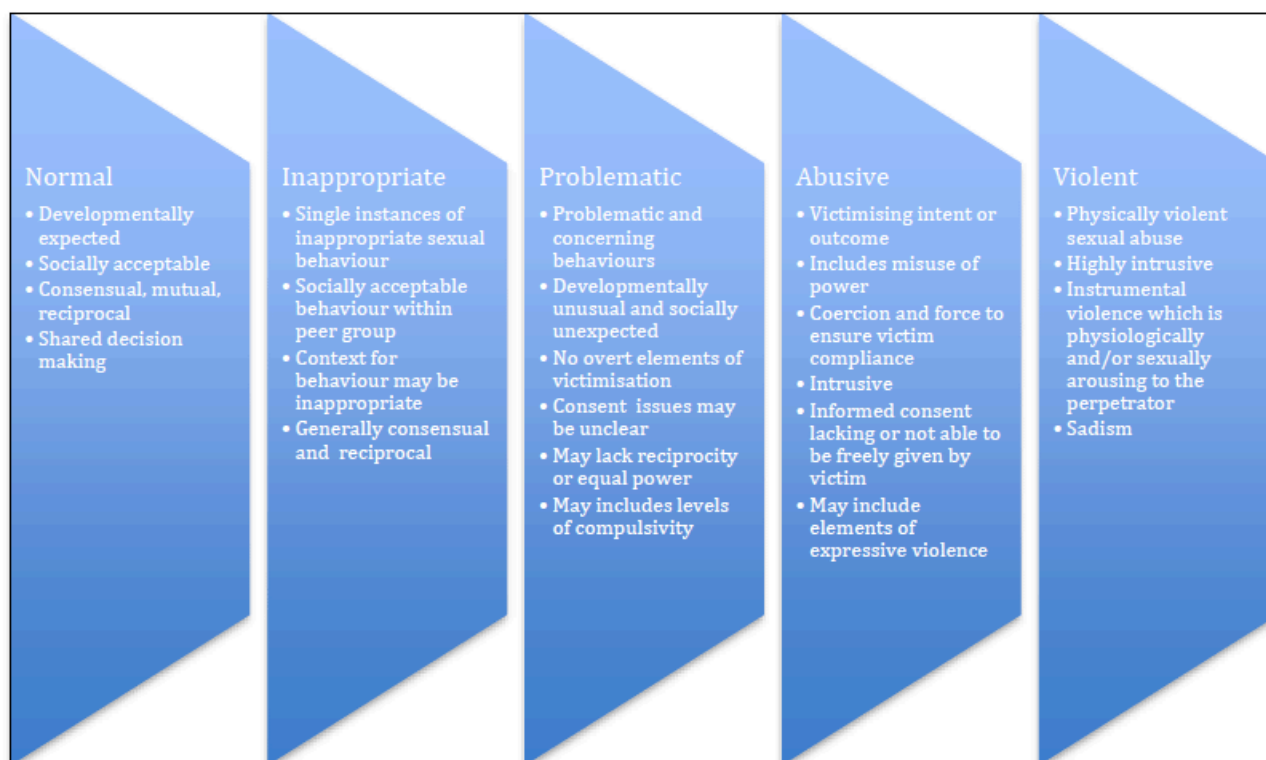 Normal
• Developmentally
expected
• Socially acceptable
• Consensual, mutual,
reciprocal
• Shared decision
making
Inappropriate
• Single instances of
inappropriate sexual
behaviour
• Socially acceptable
behaviour within
peer group
• Context for
behaviour may be
inappropriate
• Generally consensual
and reciprocal
Problematic
• Problematic and
concerning
behaviours
• Developmentally
unusual and socially
unexpected
• No overt elements of
victimisation
• Consent issues may
be unclear
• May lack reciprocity
or equal power
• May includes levels
of compulsivity
Abusive
• Victimising intent or
outcome
• Includes misuse of
power
• Coercion and force to
ensure victim
compliance
• Intrusive
• Informed consent
lacking or not able to
be freely given by
victim
• May include
elements of
expressive violence
Violent
• Physically violent
sexual abuse
• Highly intrusive
• Instrumental
violence which is
physiologically
and/or sexually
arousing to the
perpetrator
• Sadism